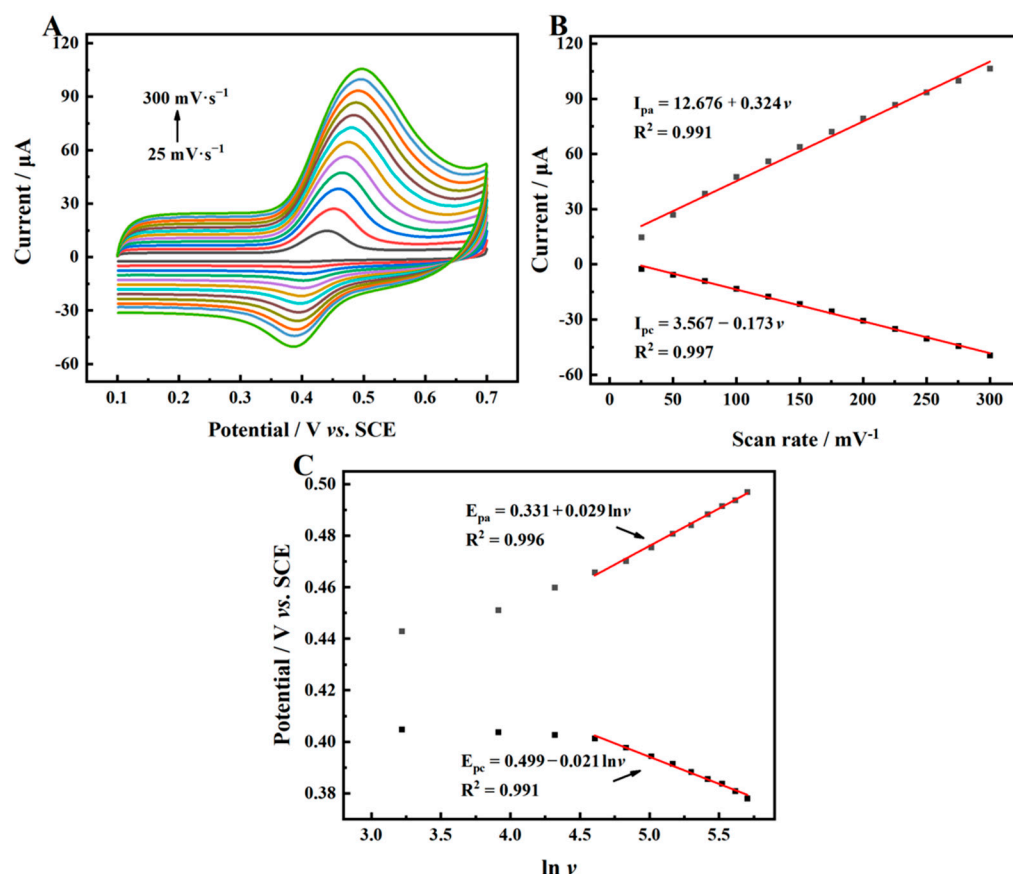 A
120
90
60
30
0
-30
-60
Current / μA
300 mV·s⁻¹
25 mV·s⁻¹
0.1 0.2 0.3 0.4 0.5 0.6 0.7
Potential / V vs. SCE
B
120
90
60
30
0
-30
-60
Current / μA
Iₚₐ = 12.676 + 0.324 ν
R² = 0.991
I_pc = 3.567 − 0.173 ν
R² = 0.997
0 50 100 150 200 250 300
Scan rate / mV⁻¹
C
0.50
0.48
0.46
0.44
0.42
0.40
0.38
Potential / V vs. SCE
Eₚₐ = 0.331 + 0.029 lnν
R² = 0.996
E_pc = 0.499 − 0.021 lnν
R² = 0.991
3.0 3.5 4.0 4.5 5.0 5.5
ln ν